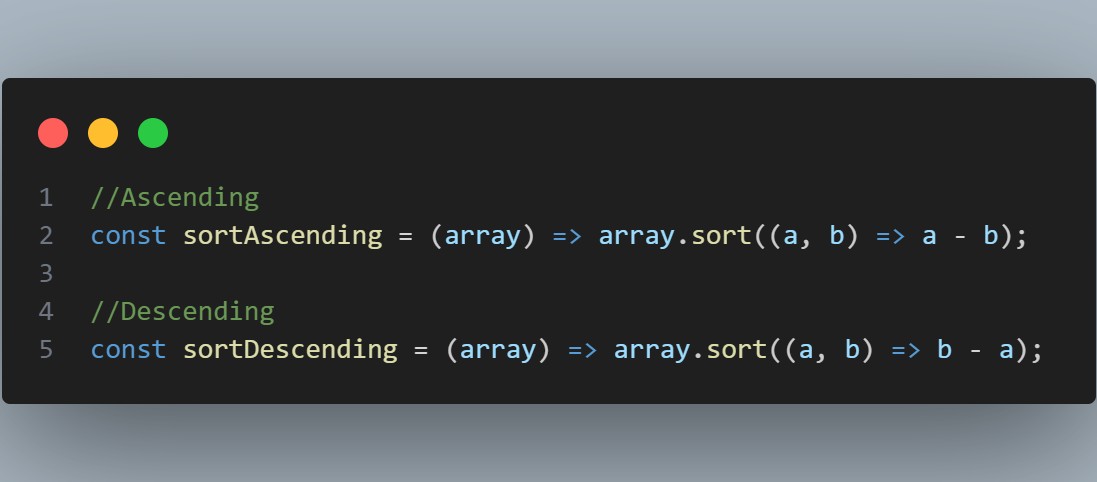 1 //Ascending
2 const sortAscending = (array) => array.sort((a, b) => a - b);
3
4 //Descending
5 const sortDescending = (array) => array.sort((a, b) => b - a);